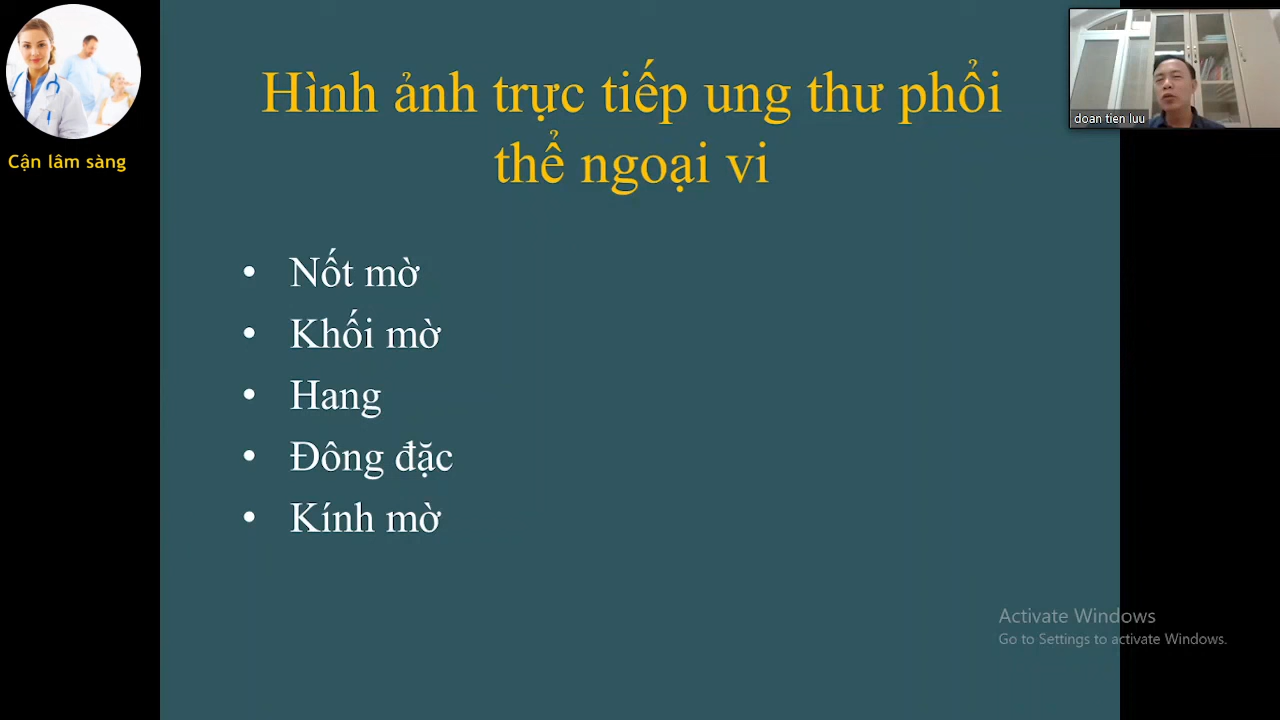 Hình ảnh trực tiếp ung thư phổi
thể ngoại vi
Cận lâm sàng
doan tien luu
• Nốt mờ
• Khối mờ
• Hang
• Đông đặc
• Kính mờ
Activate Windows
Go to Settings to activate Windows.